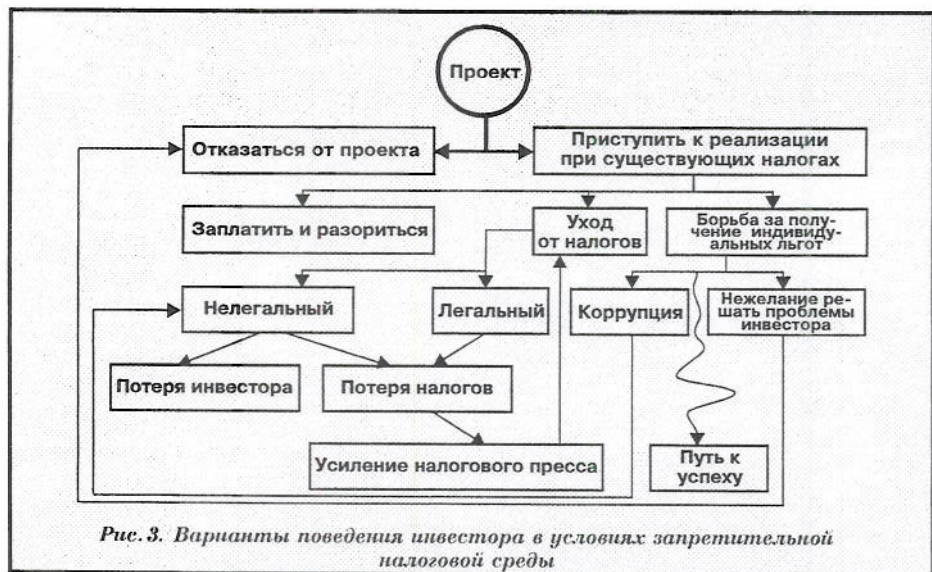 Проект
Отказаться от проекта
Приступить к реализации
при существующих налогах
Заплатить и разориться
Уход
от налогов
Борьба за полу-
чение индивиду-
альных льгот
Нелегальный
Легальный
Коррупция
Нежелание ре-
шать проблемы
инвестора
Потеря инвестора
Потеря налогов
Усиление налогового пресса
Путь к
успеху
Рис. 3. Варианты поведения инвестора в условиях запретительной
налоговой среды